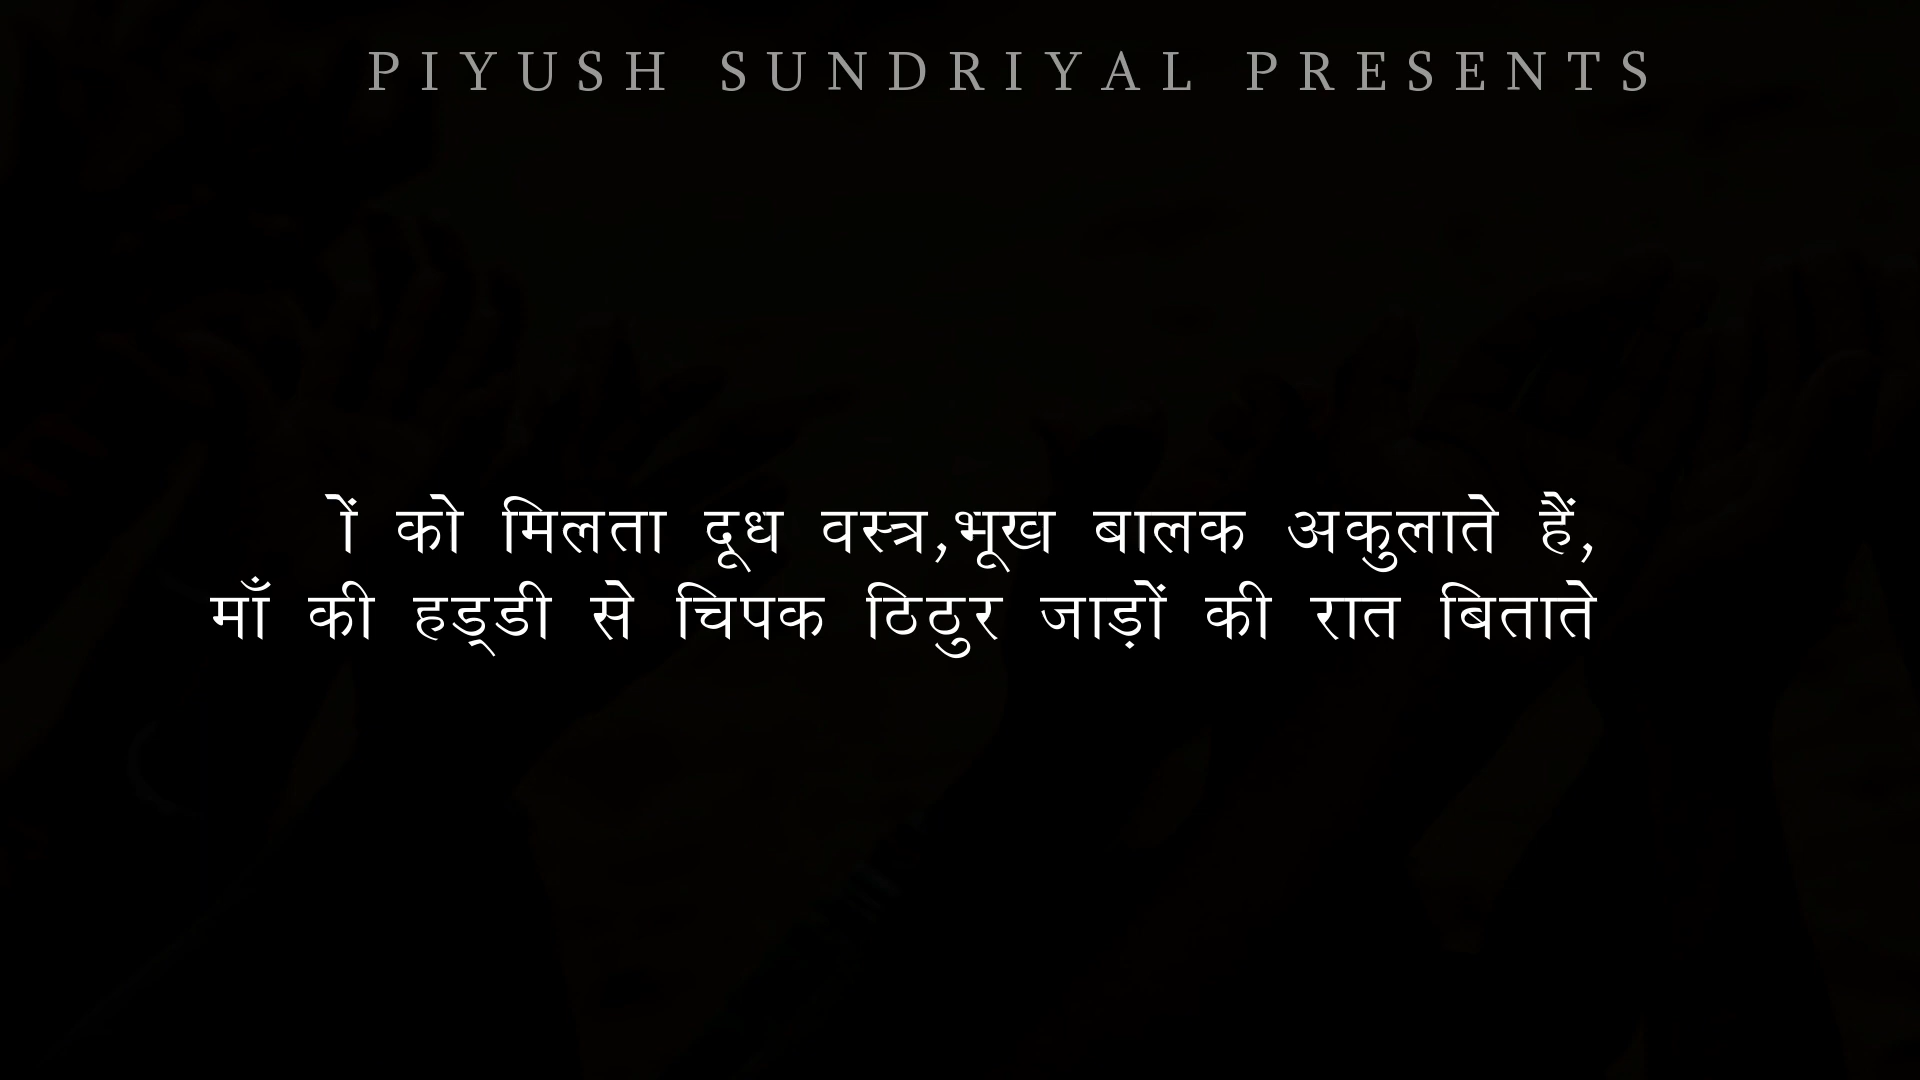 PIYUSH SUNDRIYAL PRESENTS
ों को मिलता दूध वस्त्र,भूख बालक अकुलाते हैं,
माँ की हड्डी से चिपक ठिठुर जाड़ों की रात बिताते